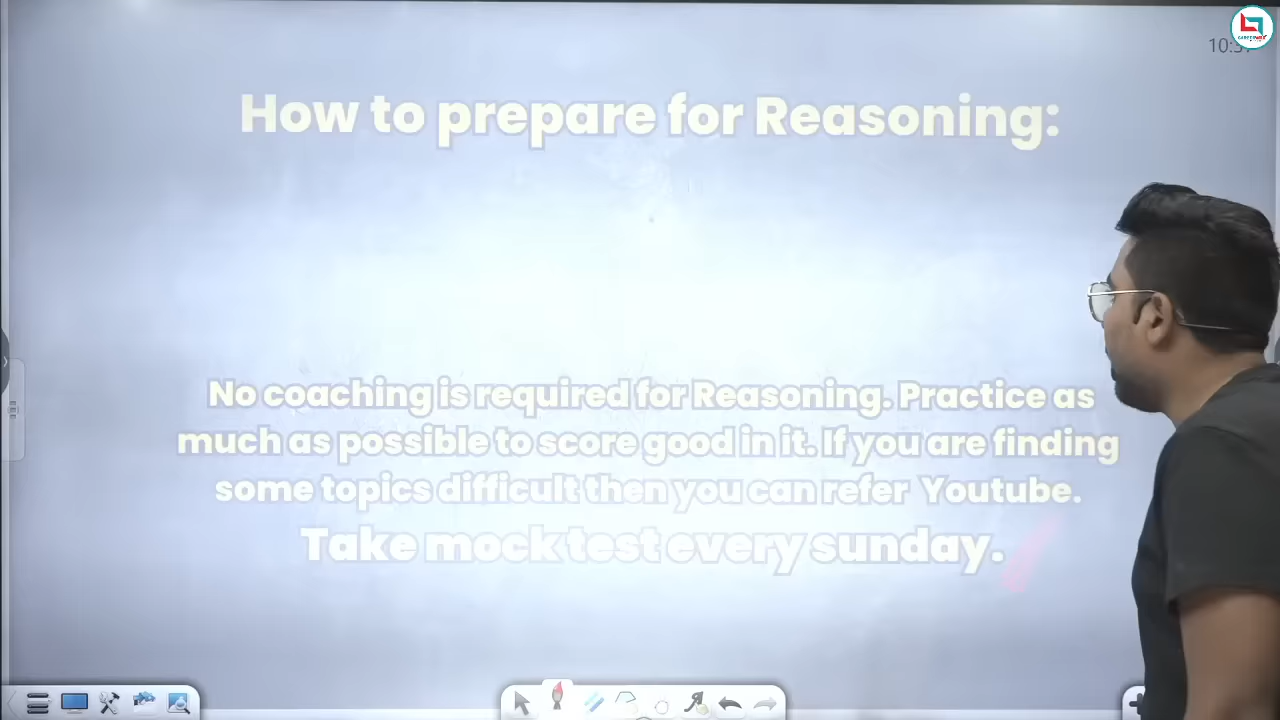 How to prepare for Reasoning:
No coaching is required for Reasoning. Practice as
much as possible to score good in it. If you are finding
some topics difficult then you can refer Youtube.
Take mock test every sunday.